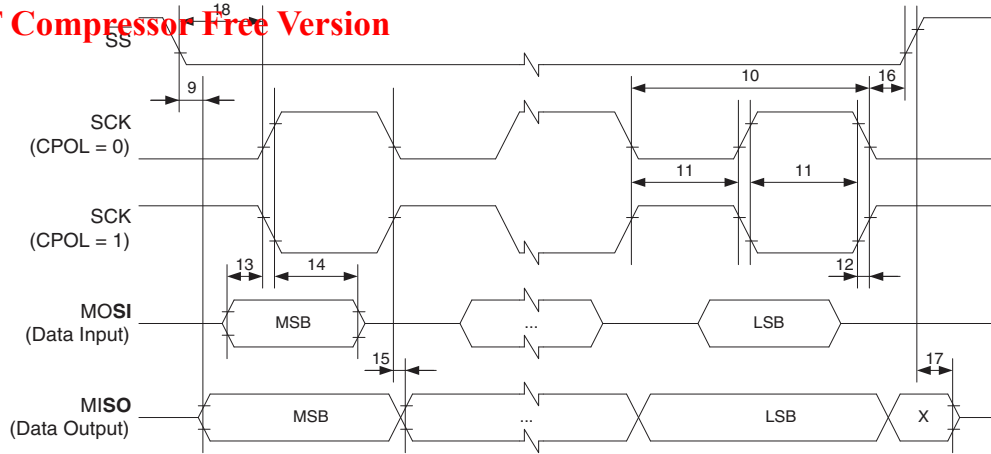 18
T Compressor Free Version
SS
9
10
16
SCK
(CPOL = 0)
11
11
SCK
(CPOL = 1)
13
14
12
MOSI
(Data Input)
MSB
...
LSB
15
17
MISO
(Data Output)
MSB
...
LSB
X